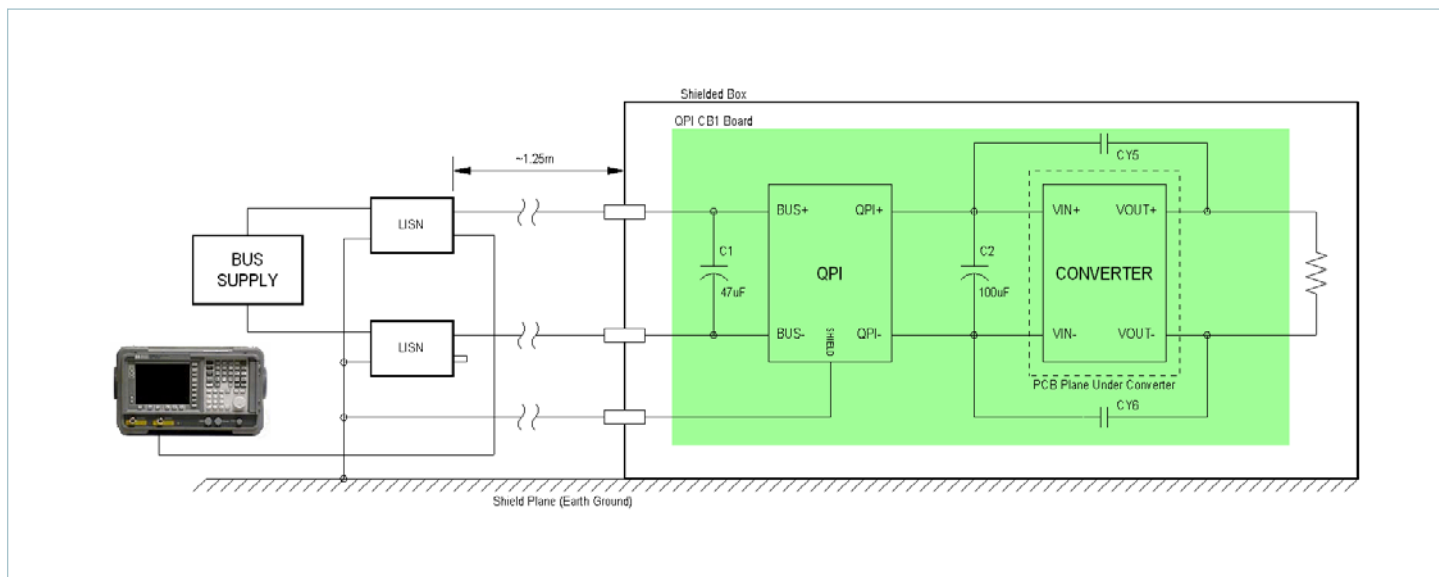 Shielded Box
QPI CB1 Board
~1.25m
CY5
LISN
BUS+
QPI+
VIN+
VOUT+
BUS
SUPPLY
C1
47uF
QPI
C2
100uF
CONVERTER
LISN
BUS-
SHIELD
QPI-
VIN-
VOUT-
PCB Plane Under Converter
CY6
Shield Plane (Earth Ground)